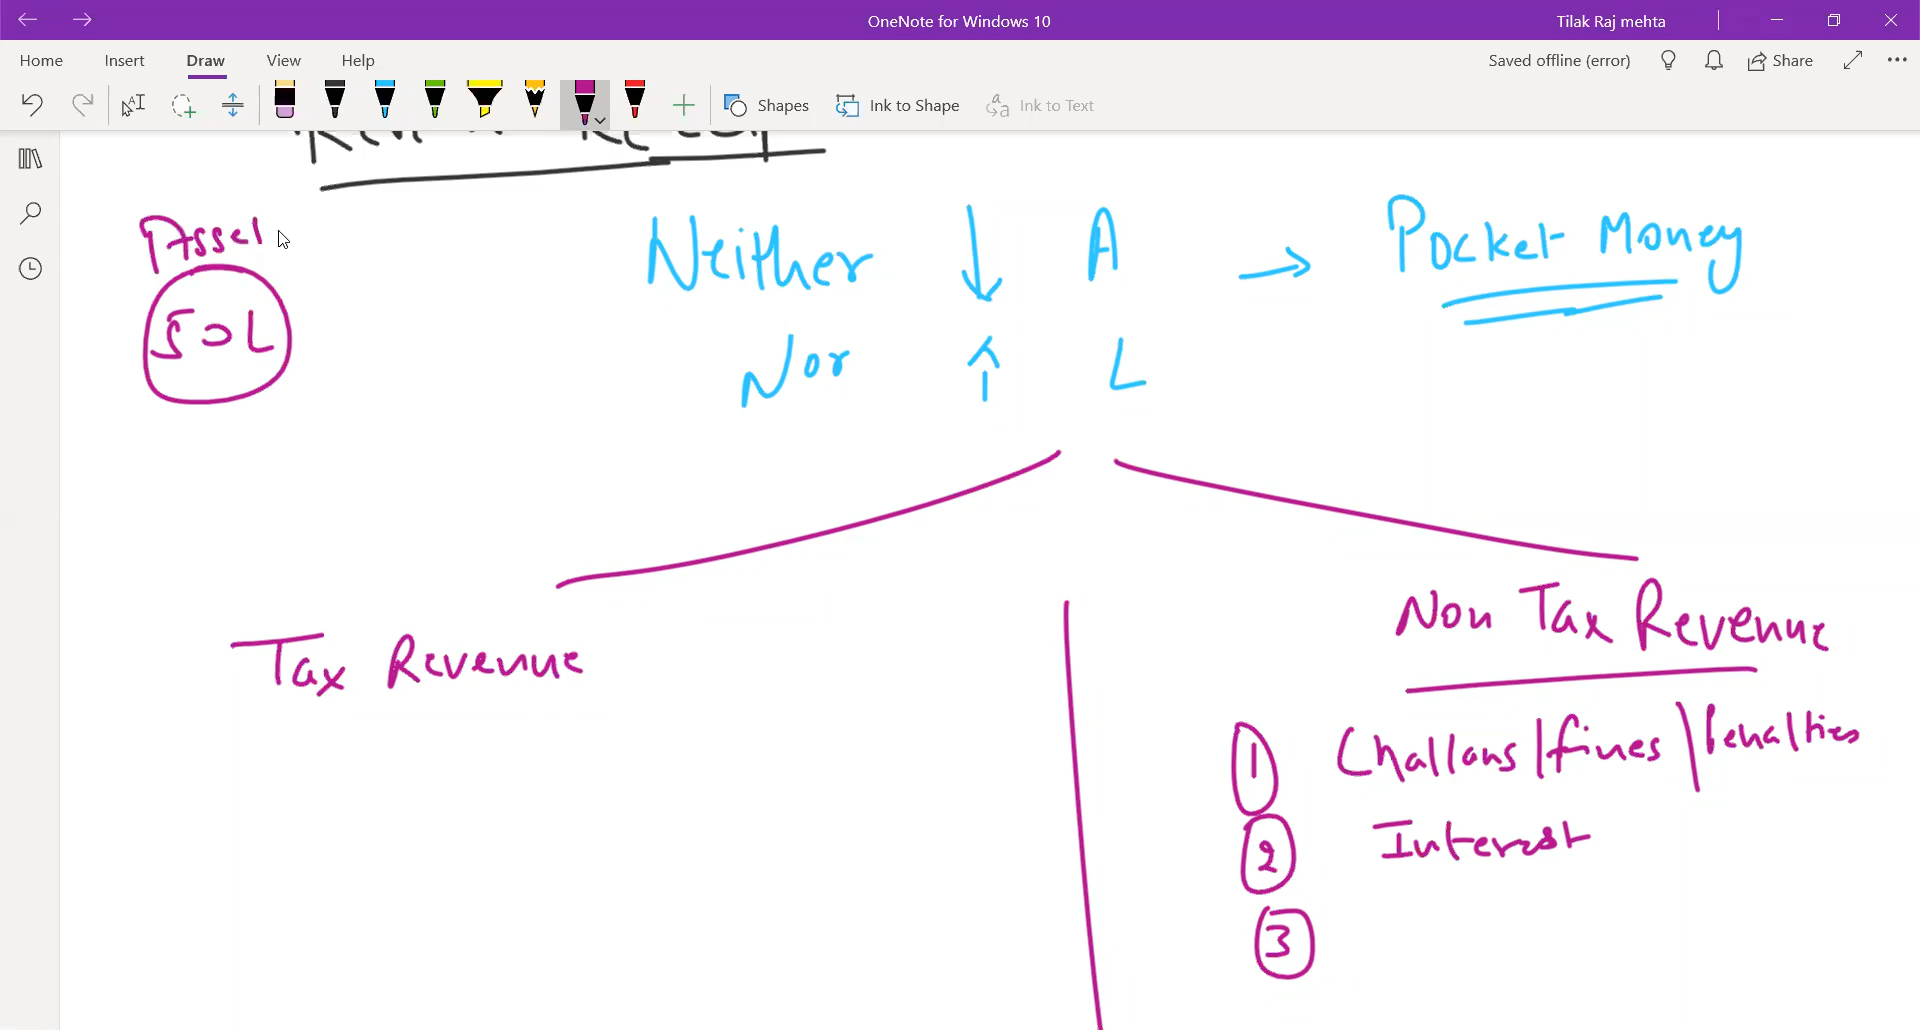 OneNote for Windows 10
Tilak Raj mehta
Home Insert Draw View Help
Saved offline (error) Share
Shapes Ink to Shape Ink to Text
Asset
50L
Neither ↓ A → Pocket Money
Nor ↑ L
Tax Revenue
Non Tax Revenue
1 Challans/fines\Penalties
2 Interest
3